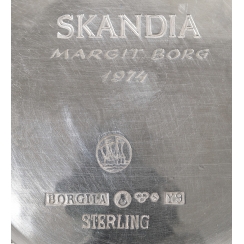 SKANDIA
MARGIT BORG
1974
BORGILA
STERLING